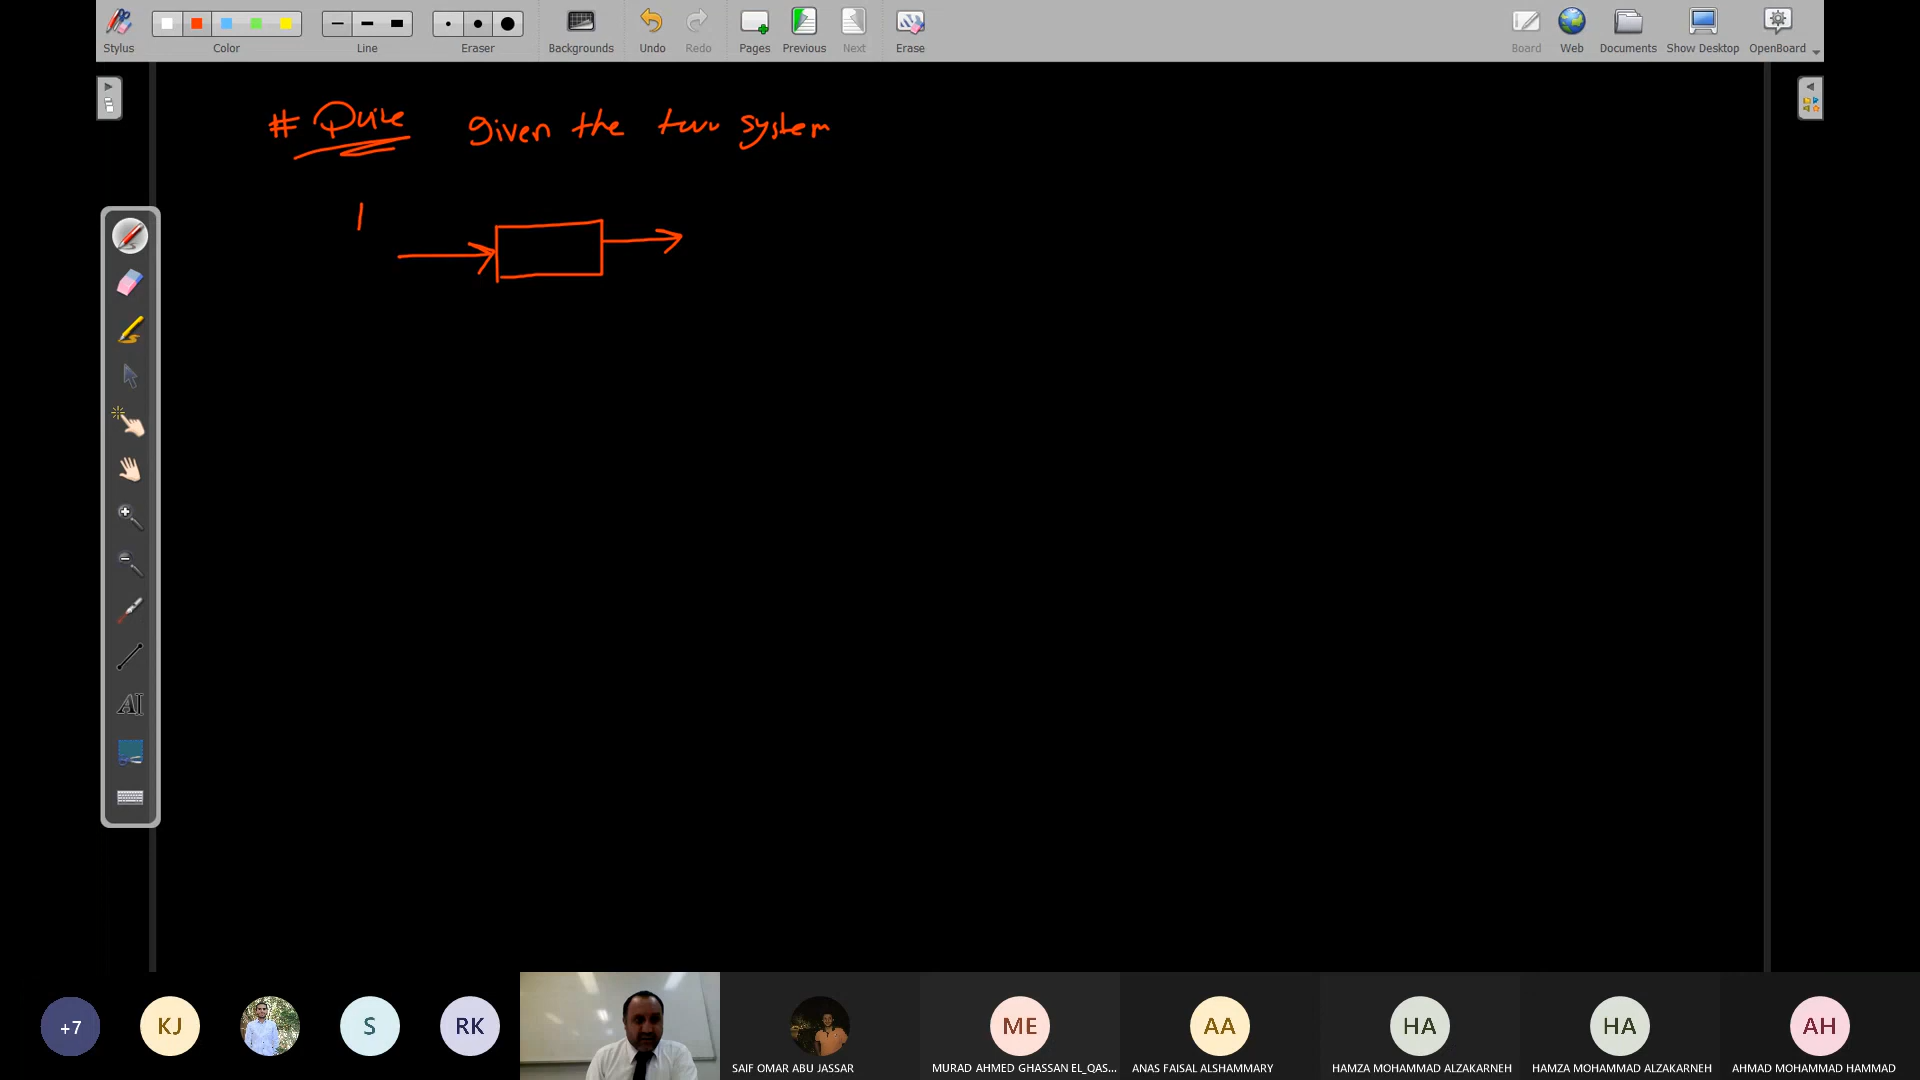 Stylus Color Line Eraser Backgrounds Undo Redo Pages Previous Next Erase Board Web Documents Show Desktop OpenBoard
# Quize given the two system
1
AI
+7 KJ S RK ME AA HA HA AH
SAIF OMAR ABU JASSAR MURAD AHMED GHASSAN EL_QAS... ANAS FAISAL ALSHAMMARY HAMZA MOHAMMAD ALZAKARNEH HAMZA MOHAMMAD ALZAKARNEH AHMAD MOHAMMAD HAMMAD